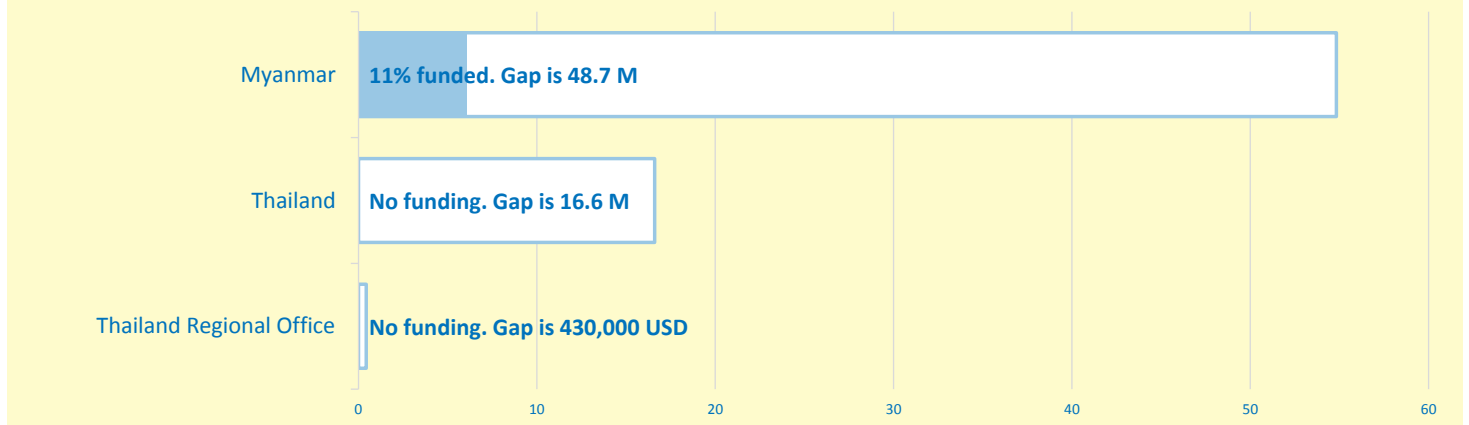 Myanmar
11% funded. Gap is 48.7 M
Thailand
No funding. Gap is 16.6 M
Thailand Regional Office
No funding. Gap is 430,000 USD
0 10 20 30 40 50 60